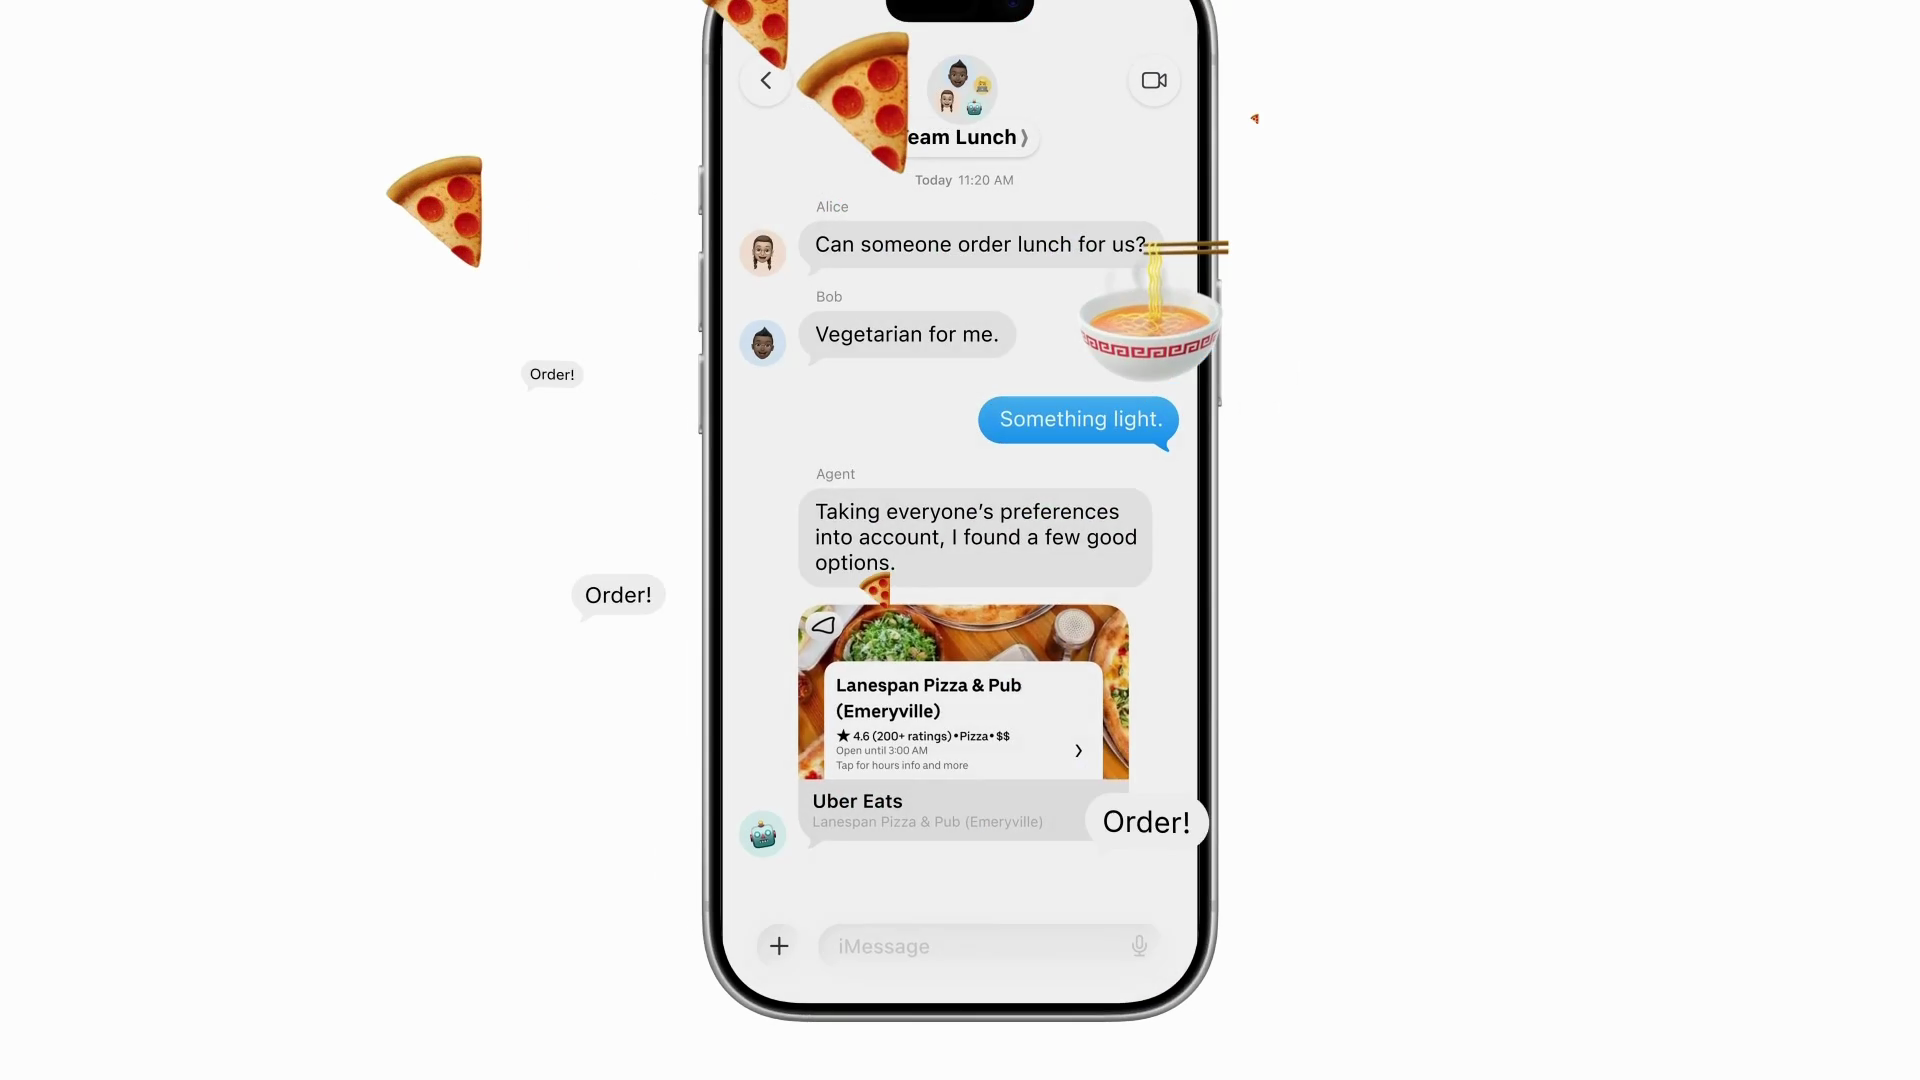 eam Lunch
Today 11:20 AM
Alice
Can someone order lunch for us?
Bob
Vegetarian for me.
Order!
Something light.
Agent
Taking everyone’s preferences
into account, I found a few good
options.
Order!
Lanespan Pizza & Pub
(Emeryville)
★ 4.6 (200+ ratings) • Pizza • $$
Open until 3:00 AM
Tap for hours info and more
Uber Eats
Lanespan Pizza & Pub (Emeryville)
Order!
iMessage